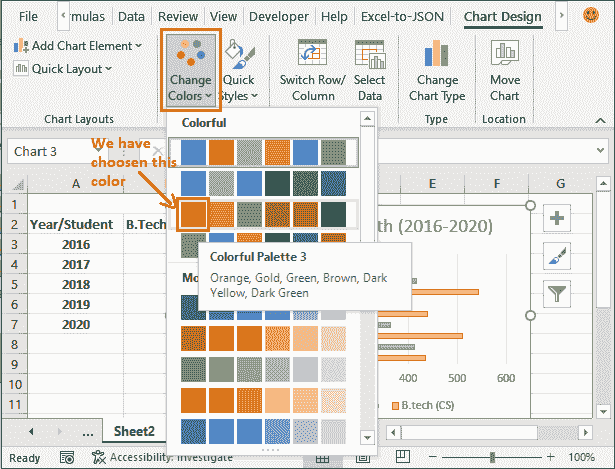 File mulas Data Review View Developer Excel-to-JSON Chart Design
Add Chart Element
Quick Layout
Chart Layouts
Change
Colors
Quick
Styles
Switch Row/
Column
Select
Data
Change
Chart Type
Type
Move
Chart
Location
Chart 3
Colorful
We have
choosen this
color
A E F G
1
2 Year/Student B.Tech th (2016-2020)
3 2016
4 2017
5 2018
6 2019
7 2020
8
9
10
11
Colorful Palette 3
Orange, Gold, Green, Brown, Dark
Yellow, Dark Green
Mo
400 500 600
B.tech (CS)
... Sheet2
Ready Accessibility: Investigate 100%